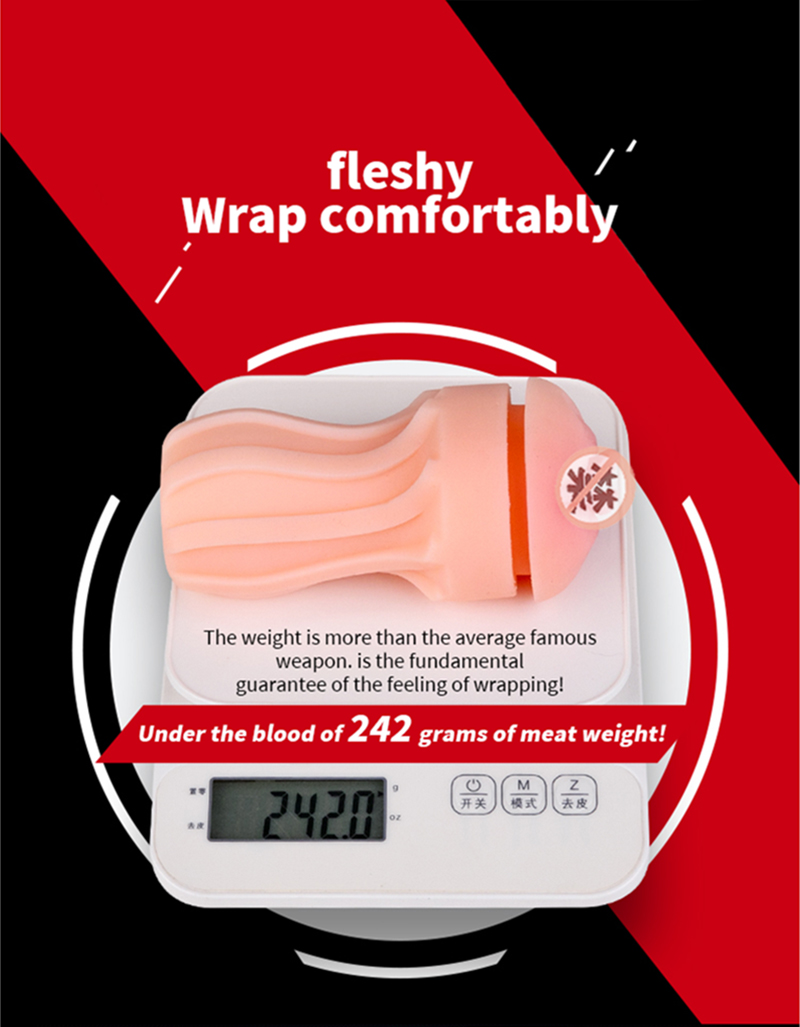 fleshy
Wrap comfortably
The weight is more than the average famous
weapon. is the fundamental
guarantee of the feeling of wrapping!
Under the blood of 242 grams of meat weight!
置零
242.0
g
去皮
oz
M
Z
开关
模式
去皮